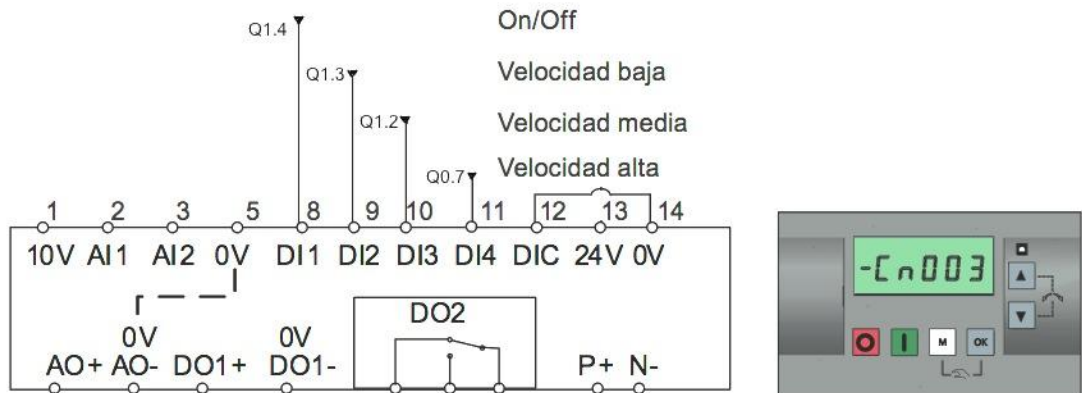 Q1.4 On/Off
Q1.3 Velocidad baja
Q1.2 Velocidad media
Q0.7 Velocidad alta
1 2 3 5 8 9 10 11 12 13 14
10V AI1 AI2 0V DI1 DI2 DI3 DI4 DIC 24V 0V
DO2
0V 0V
AO+ AO- DO1+ DO1- P+ N-
-Cn003
M OK